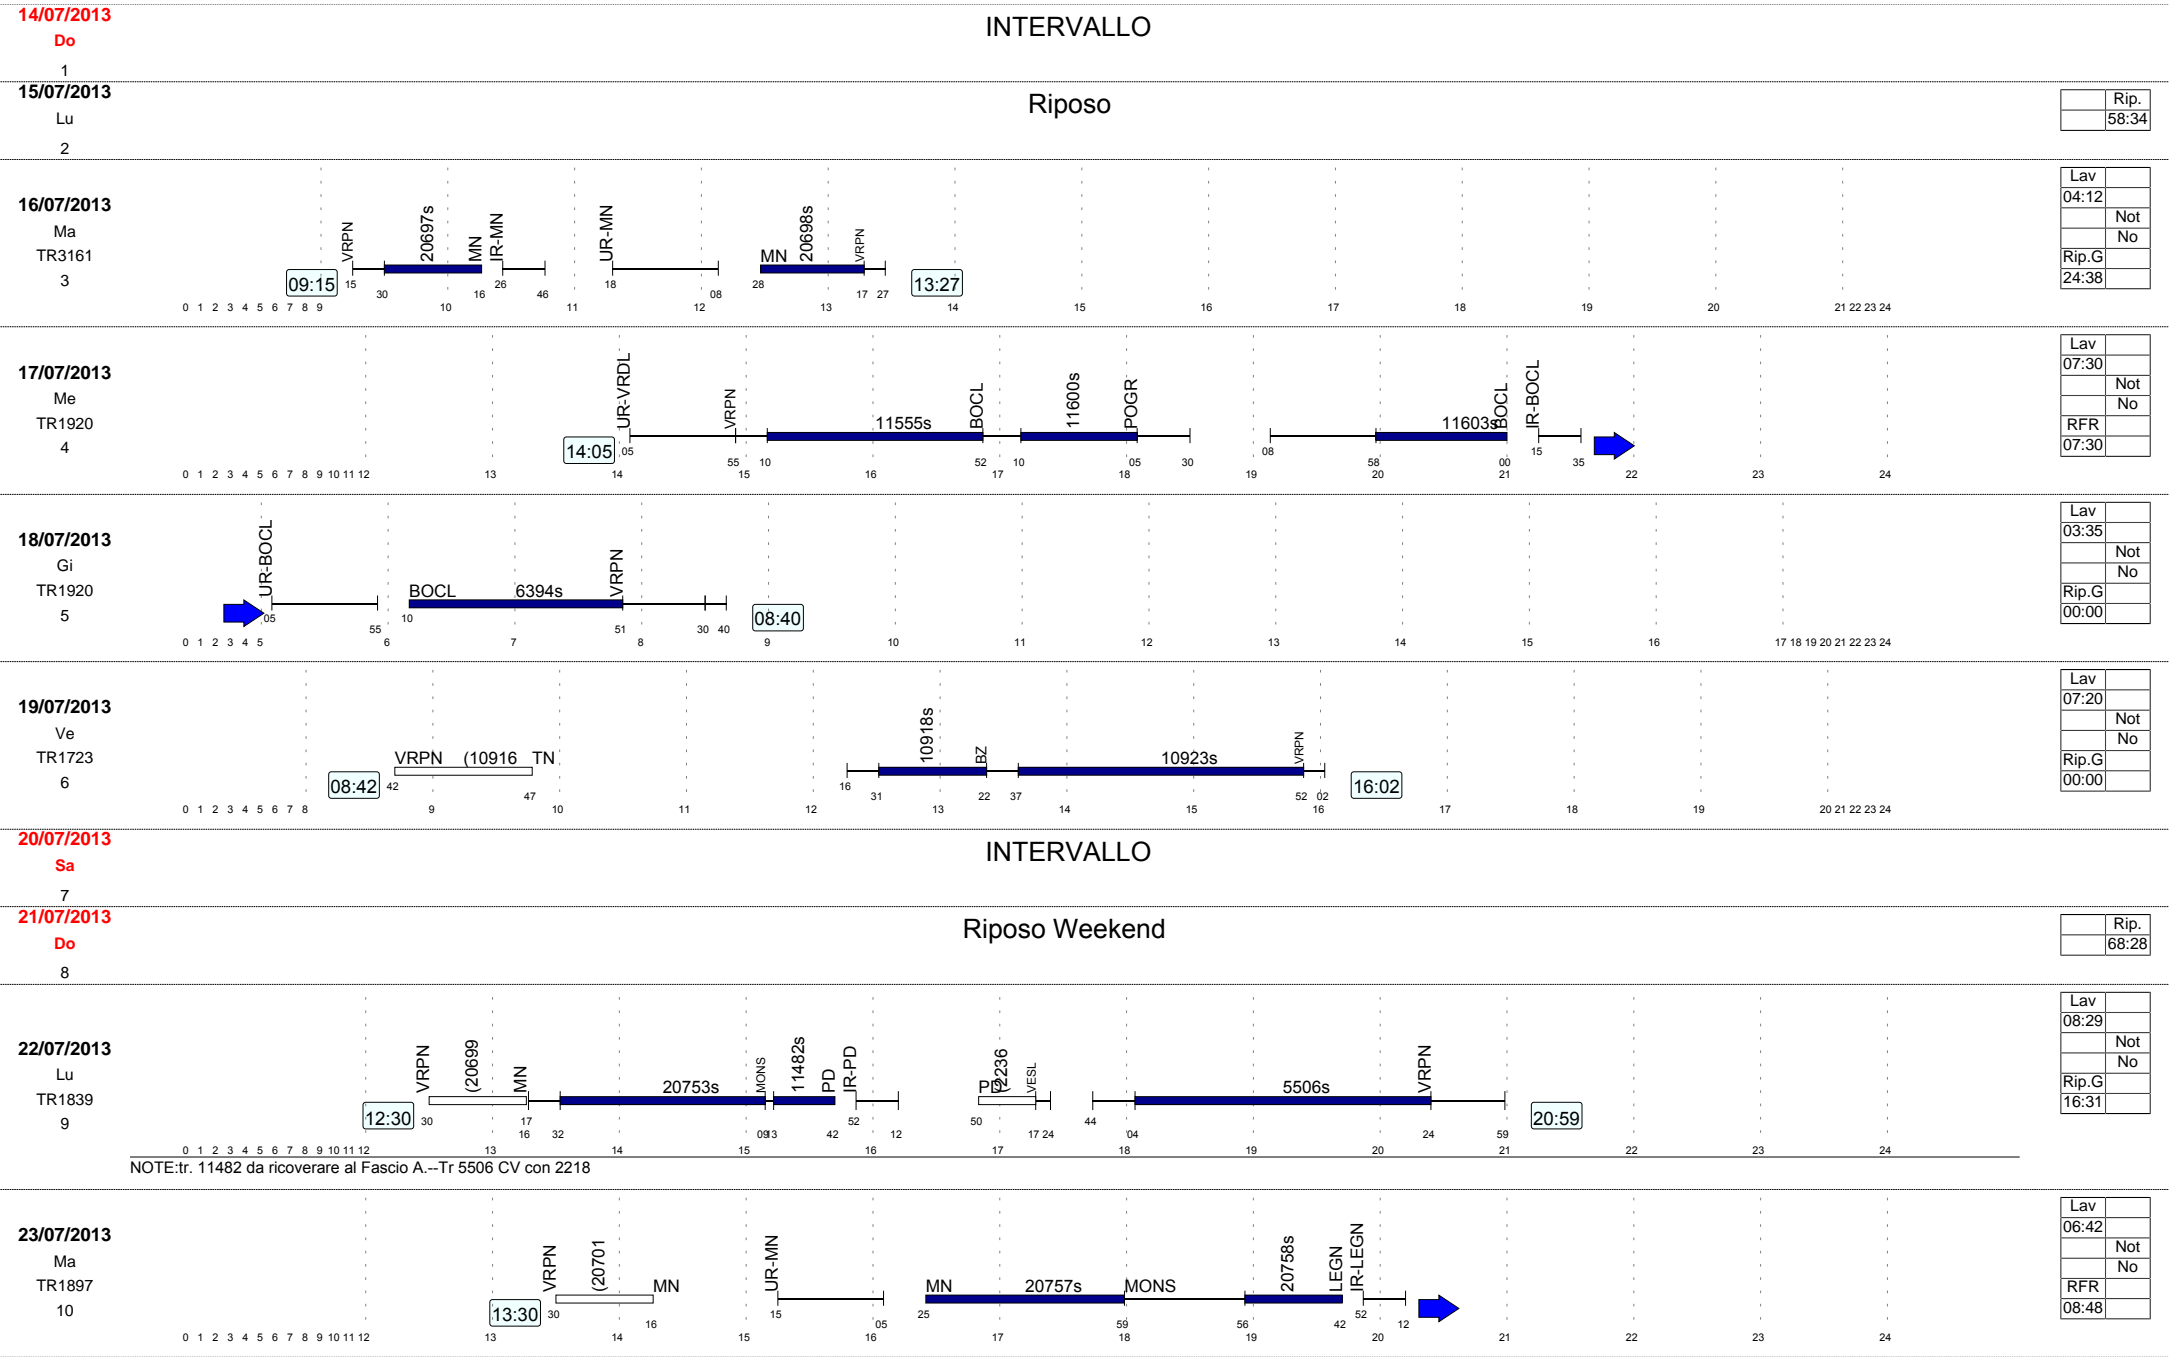 14/07/2013
Do
1
INTERVALLO
15/07/2013
Lu
2
Riposo
Rip.
58:34
16/07/2013
Ma
TR3161
3
09:15
VRPN 20697s MN IR-MN UR-MN MN 20698s VRPN
15 30 16 26 46 18 08 28 17 27
13:27
0 1 2 3 4 5 6 7 8 9 10 11 12 13 14 15 16 17 18 19 20 21 22 23 24
Lav
04:12
Not
No
Rip.G
24:38
17/07/2013
Me
TR1920
4
14:05
UR-VRDL VRPN 11555s BOCL 11600s POGR 11603s BOCL IR-BOCL
05 55 10 52 10 05 30 08 58 00 15 35
0 1 2 3 4 5 6 7 8 9 10 11 12 13 14 15 16 17 18 19 20 21 22 23 24
Lav
07:30
Not
No
RFR
07:30
18/07/2013
Gi
TR1920
5
UR-BOCL BOCL 6394s VRPN
05 55 10 51 30 40
08:40
0 1 2 3 4 5 6 7 8 9 10 11 12 13 14 15 16 17 18 19 20 21 22 23 24
Lav
03:35
Not
No
Rip.G
00:00
19/07/2013
Ve
TR1723
6
08:42
VRPN (10916 TN 10918s BZ 10923s VRPN
42 47 16 31 22 37 52 02
16:02
0 1 2 3 4 5 6 7 8 9 10 11 12 13 14 15 16 17 18 19 20 21 22 23 24
Lav
07:20
Not
No
Rip.G
00:00
20/07/2013
Sa
7
INTERVALLO
21/07/2013
Do
8
Riposo Weekend
Rip.
68:28
22/07/2013
Lu
TR1839
9
12:30
VRPN (20699 MN 20753s MONS 11482s PD IR-PD PD (2236 VESL 5506s VRPN
30 17 16 32 09 13 42 52 12 50 17 24 44 04 24 59
20:59
0 1 2 3 4 5 6 7 8 9 10 11 12 13 14 15 16 17 18 19 20 21 22 23 24
NOTE:tr. 11482 da ricoverare al Fascio A.--Tr 5506 CV con 2218
Lav
08:29
Not
No
Rip.G
16:31
23/07/2013
Ma
TR1897
10
13:30
VRPN (20701 MN UR-MN MN 20757s MONS 20758s LEGN IR-LEGN
30 16 15 05 25 59 56 42 52 12
0 1 2 3 4 5 6 7 8 9 10 11 12 13 14 15 16 17 18 19 20 21 22 23 24
Lav
06:42
Not
No
RFR
08:48